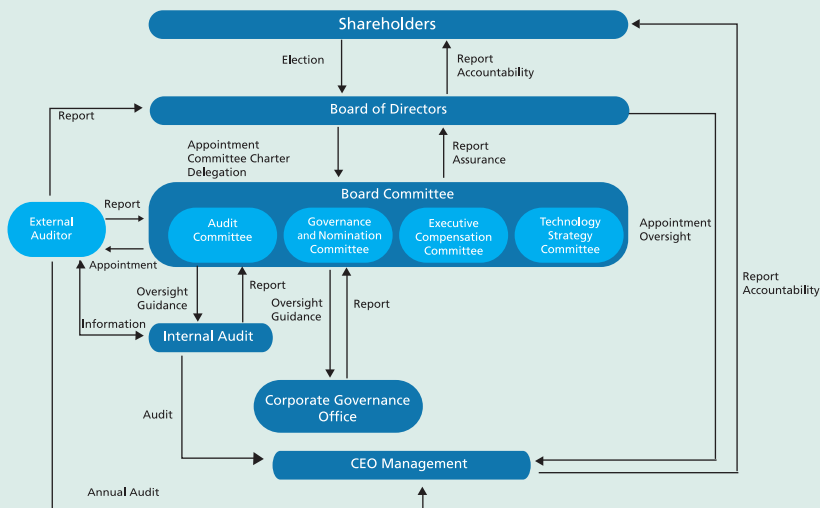 Shareholders
Election
Report
Accountability
Board of Directors
Report
Appointment
Committee Charter
Delegation
Report
Assurance
Board Committee
Report
External
Auditor
Audit
Committee
Governance
and Nomination
Committee
Executive
Compensation
Committee
Technology
Strategy
Committee
Appointment
Oversight
Appointment
Report
Accountability
Oversight
Guidance
Report
Oversight
Guidance
Report
Information
Internal Audit
Corporate Governance
Office
Audit
CEO Management
Annual Audit